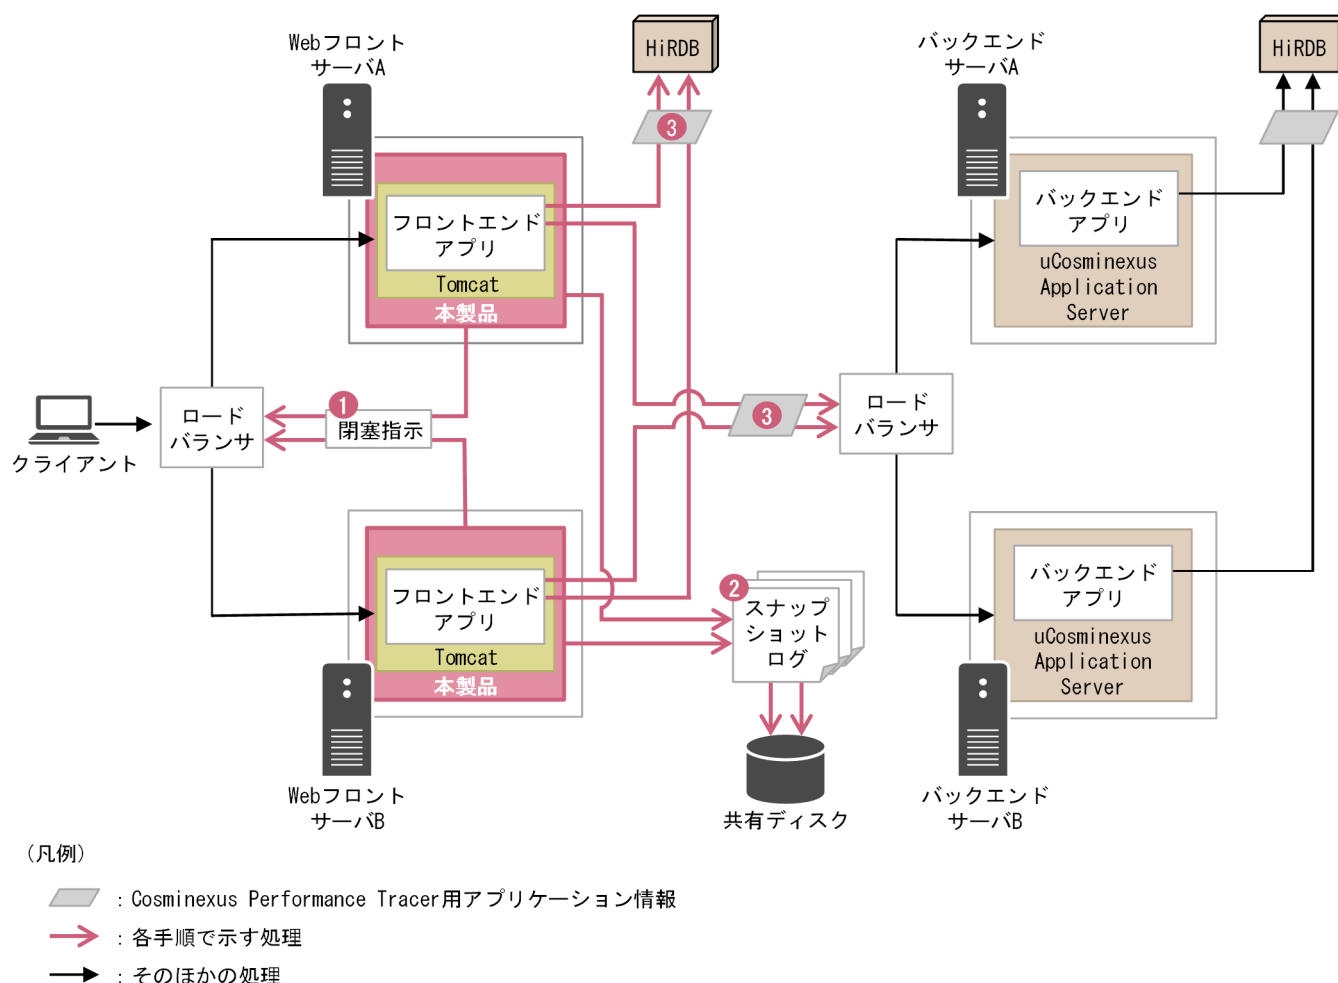 Webフロント
サーバA
HiRDB
バックエンド
サーバA
HiRDB
3
フロントエンド
アプリ
Tomcat
本製品
バックエンド
アプリ
uCosminexus
Application
Server
クライアント
ロード
バランサ
1
閉塞指示
3
ロード
バランサ
フロントエンド
アプリ
Tomcat
本製品
2
スナップ
ショット
ログ
バックエンド
アプリ
uCosminexus
Application
Server
Webフロント
サーバB
共有ディスク
バックエンド
サーバB
(凡例)
:Cosminexus Performance Tracer用アプリケーション情報
:各手順で示す処理
:そのほかの処理